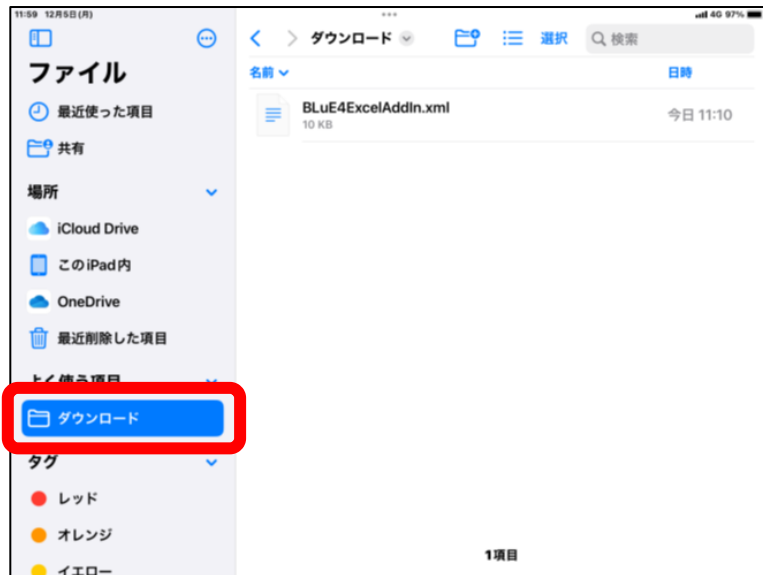 11:59 12月5日(月)
4G 97%
ファイル
最近使った項目
共有
場所
iCloud Drive
このiPad内
OneDrive
最近削除した項目
よく使う項目
ダウンロード
タグ
レッド
オレンジ
イエロー
ダウンロード
選択
検索
名前
日時
BLuE4ExcelAddIn.xml
今日 11:10
10 KB
1項目